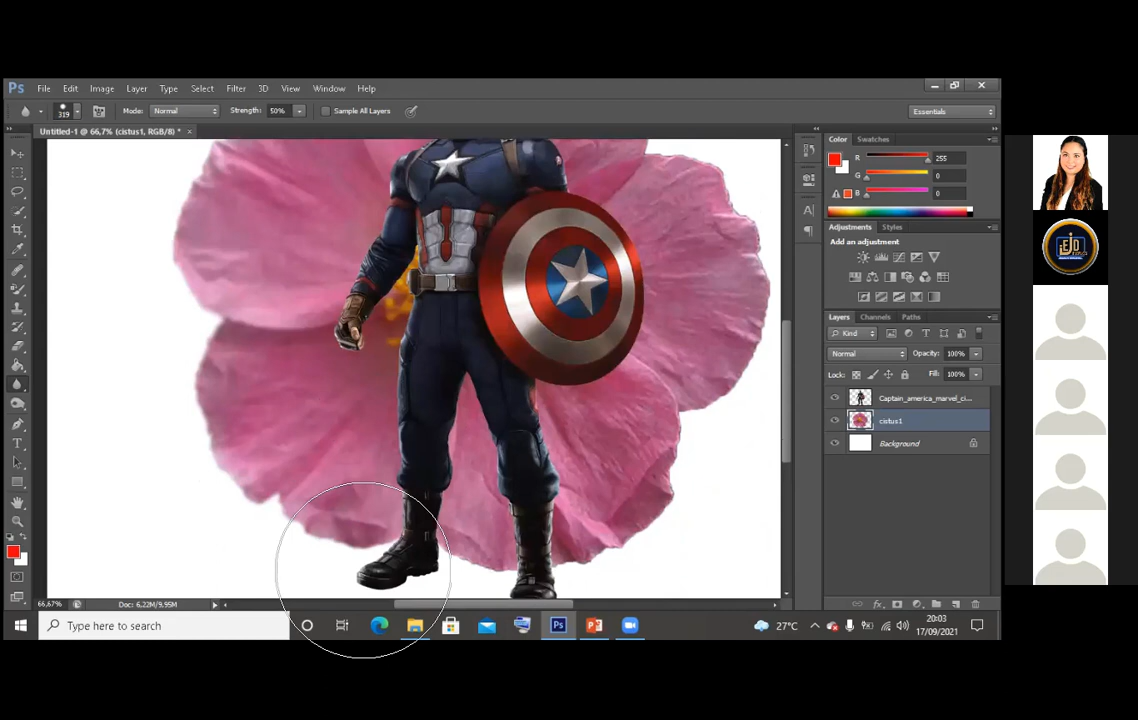 Ps File Edit Image Layer Type Select Filter 3D View Window Help
319 Mode: Normal Strength: 50% Sample All Layers Essentials
Untitled-1 @ 66,7% (cistus1, RGB/8) * ×
Color Swatches
R 255
G 0
B 0
Adjustments Styles
Add an adjustment
Layers Channels Paths
Kind
Normal Opacity: 100%
Lock: Fill: 100%
Captain_america_marvel_ci...
cistus1
Background
66,67% Doc: 6,22M/9,95M
Type here to search
27°C
20:03
17/09/2021